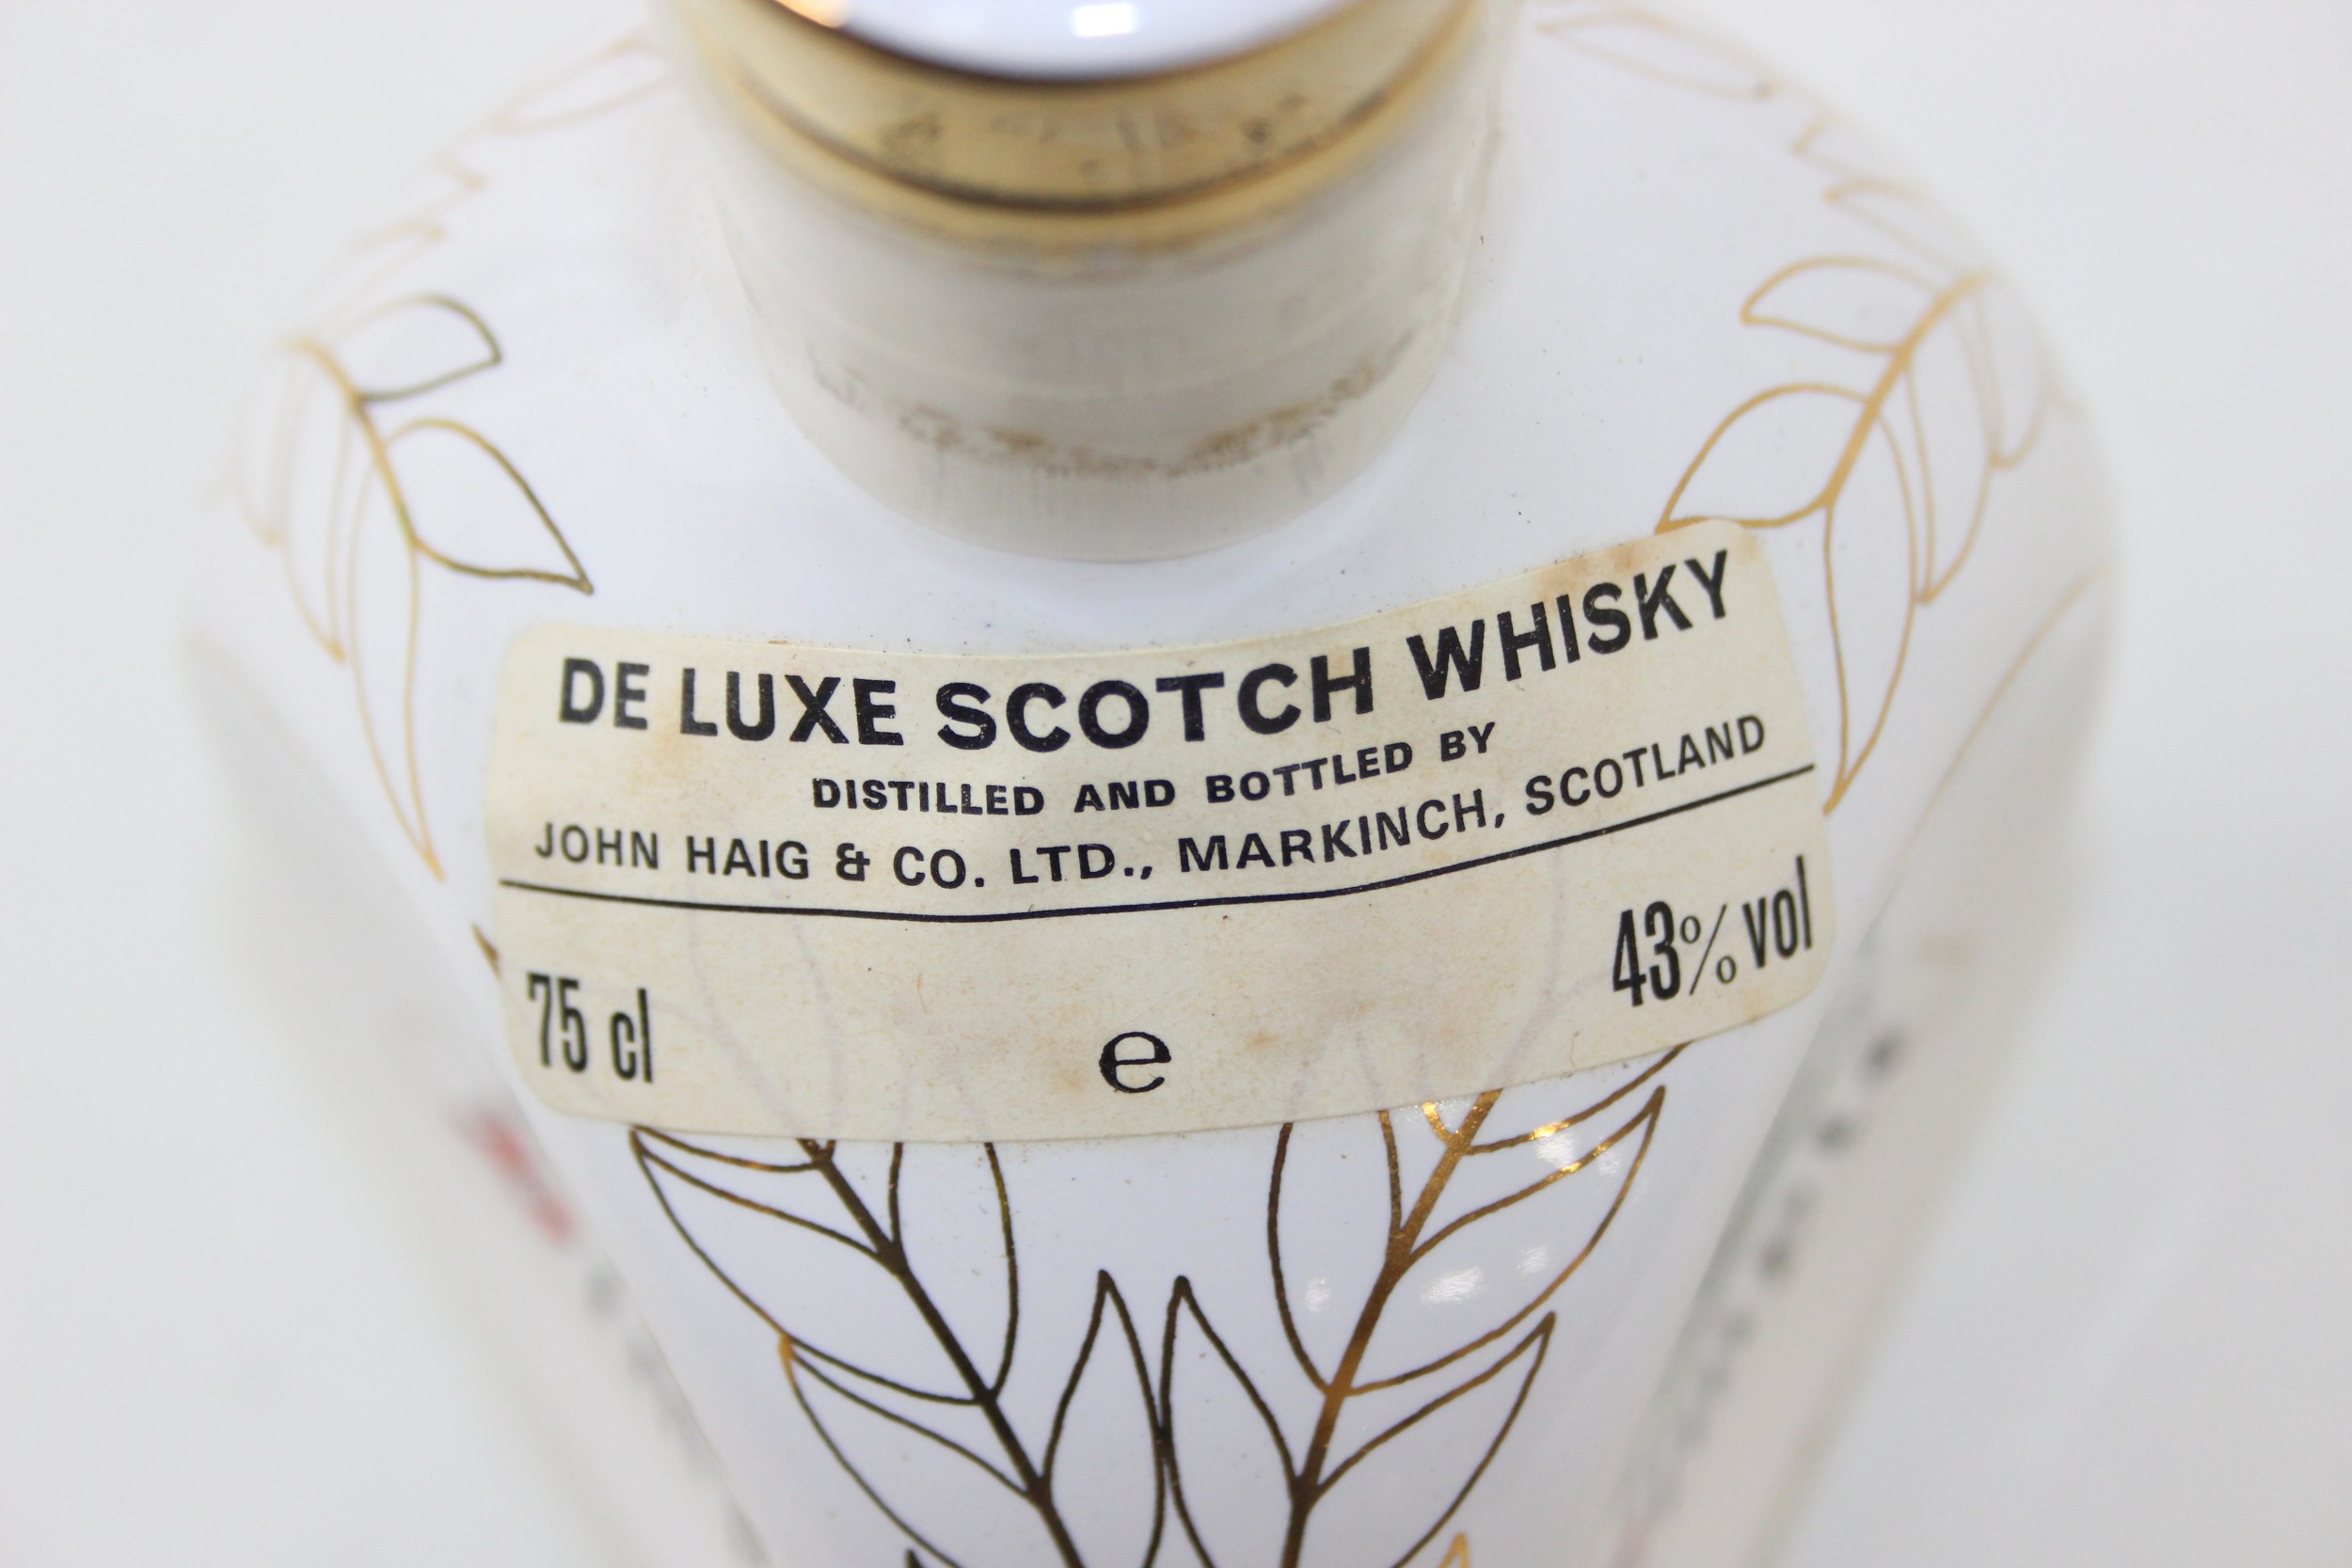 DE LUXE SCOTCH WHISKY
DISTILLED AND BOTTLED BY
JOHN HAIG & CO. LTD., MARKINCH, SCOTLAND
75 cl e 43% vol